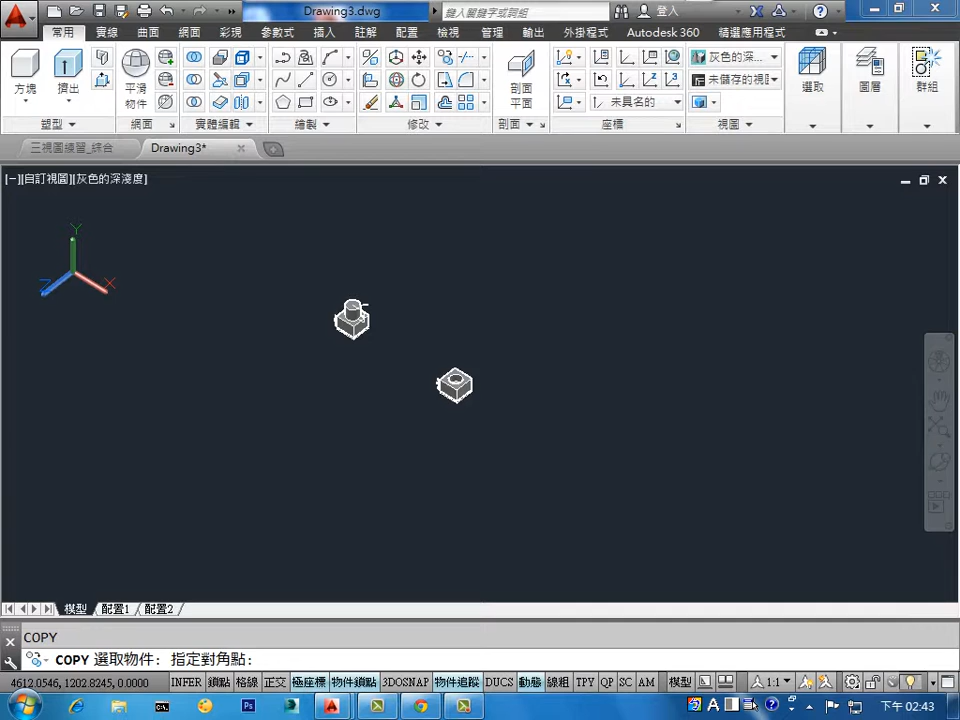 Drawing3.dwg 鍵入關鍵字或詞組 登入
常用 實線 曲面 網面 彩現 參數式 插入 註解 配置 檢視 管理 輸出 外掛程式 Autodesk 360 精選應用程式
方塊 擠出 平滑物件 剖面平面 灰色的深... 未儲存的視 未具名的 選取 圖層 群組
塑型 網面 實體編輯 繪製 修改 剖面 座標 視圖
三視圖練習_綜合 Drawing3*
[−][自訂視圖][灰色的深淺度]
Y
Z X
模型 配置1 配置2
COPY
COPY 選取物件: 指定對角點:
4612.0546, 1202.8245, 0.0000 INFER 鎖點 格線 正交 極座標 物件鎖點 3DOSNAP 物件追蹤 DUCS 動態 線粗 TPY QP SC AM 模型 1:1
下午 02:43